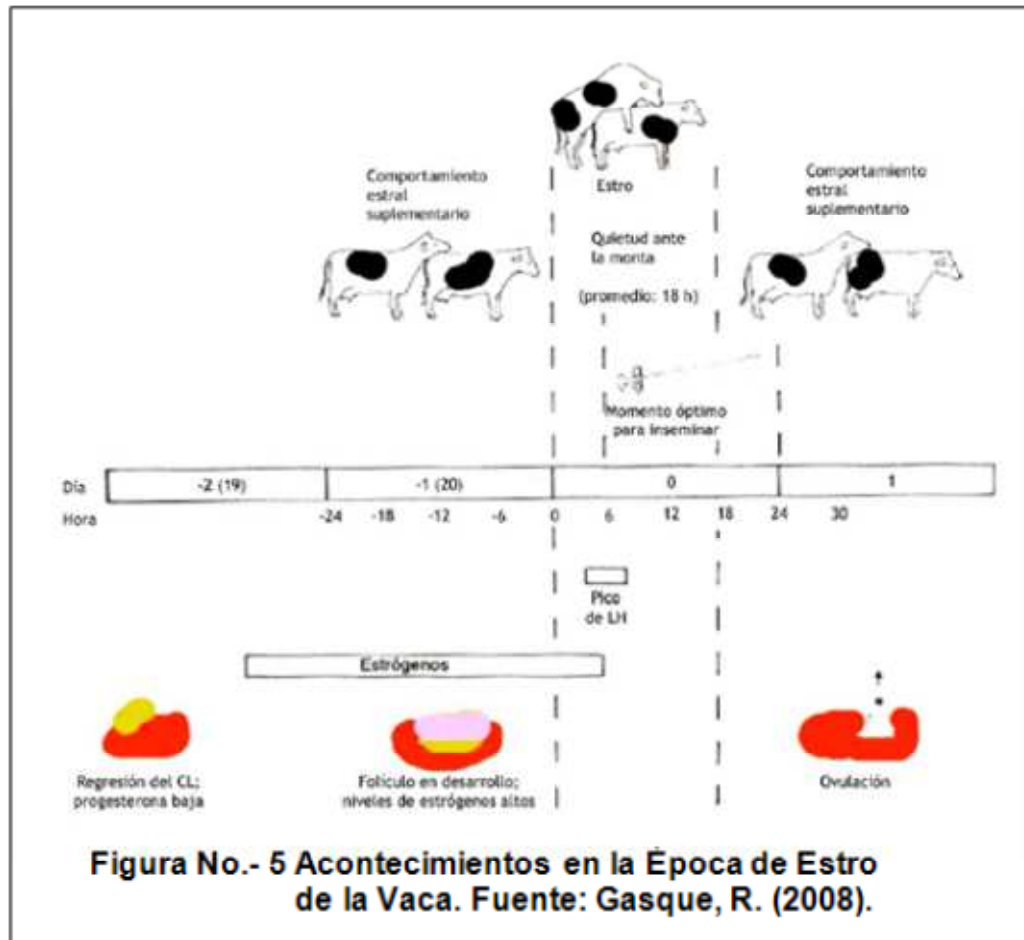 Estro
Comportamiento
estral
suplementario
Quietud ante
la monta
(promedio: 18 h)
Comportamiento
estral
suplementario
Momento óptimo
para inseminar
Día
-2 (19)
-1 (20)
0
1
Hora
-24 -18 -12 -6 0 6 12 18 24 30
Pico
de LH
Estrógenos
Regresión del CL;
progesterona baja
Folículo en desarrollo;
niveles de estrógenos altos
Ovulación
Figura No.- 5 Acontecimientos en la Época de Estro
de la Vaca. Fuente: Gasque, R. (2008).